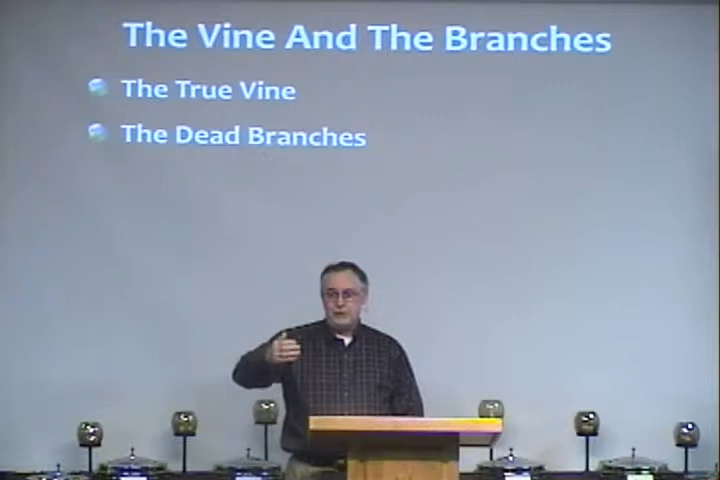 The Vine And The Branches
The True Vine
The Dead Branches